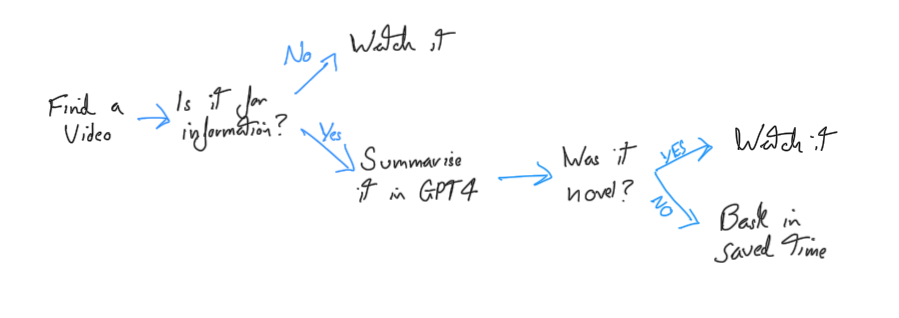 Find a
Video
Is it for
information?
No
Watch it
Yes
Summarise
it in GPT4
Was it
novel?
YES
Watch it
NO
Bask in
Saved Time